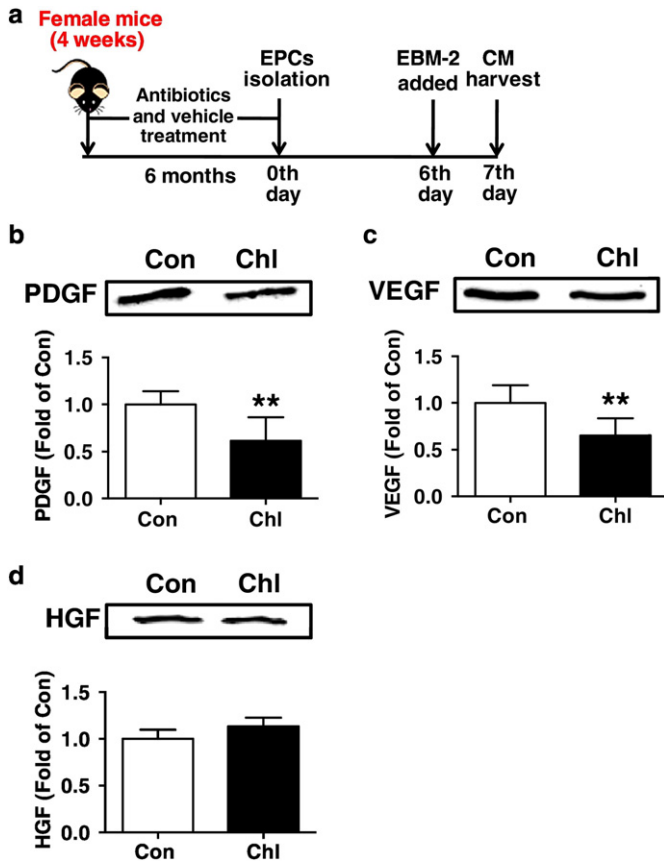 a
Female mice
(4 weeks)
Antibiotics
and vehicle
treatment
EPCs
isolation
EBM-2
added
CM
harvest
6 months
0th
day
6th
day
7th
day
b
Con Chl
PDGF
PDGF (Fold of Con)
1.5
1.0
0.5
0.0
**
Con Chl
c
Con Chl
VEGF
VEGF (Fold of Con)
1.5
1.0
0.5
0.0
**
Con Chl
d
Con Chl
HGF
HGF (Fold of Con)
1.5
1.0
0.5
0.0
Con Chl